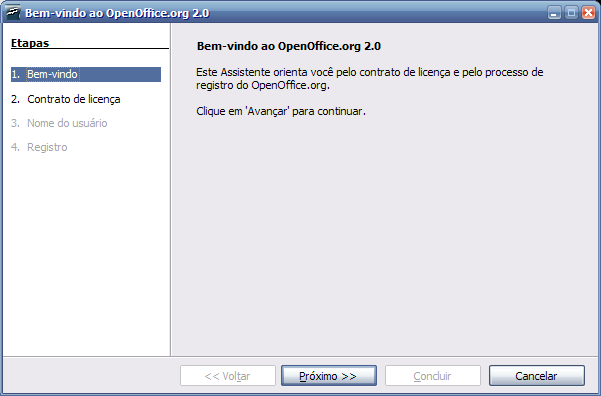 Bem-vindo ao OpenOffice.org 2.0
Etapas
1. Bem-vindo
2. Contrato de licença
3. Nome do usuário
4. Registro
Bem-vindo ao OpenOffice.org 2.0
Este Assistente orienta você pelo contrato de licença e pelo processo de
registro do OpenOffice.org.
Clique em 'Avançar' para continuar.
<< Voltar
Próximo >>
Concluir
Cancelar